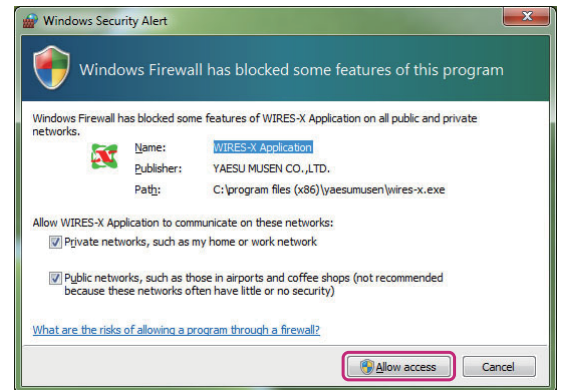 Windows Security Alert
Windows Firewall has blocked some features of this program
Windows Firewall has blocked some features of WIRES-X Application on all public and private
networks.
Name: WIRES-X Application
Publisher: YAESU MUSEN CO.,LTD.
Path: C:\program files (x86)\yaesumusen\wires-x.exe
Allow WIRES-X Application to communicate on these networks:
Private networks, such as my home or work network
Public networks, such as those in airports and coffee shops (not recommended
because these networks often have little or no security)
What are the risks of allowing a program through a firewall?
Allow access Cancel